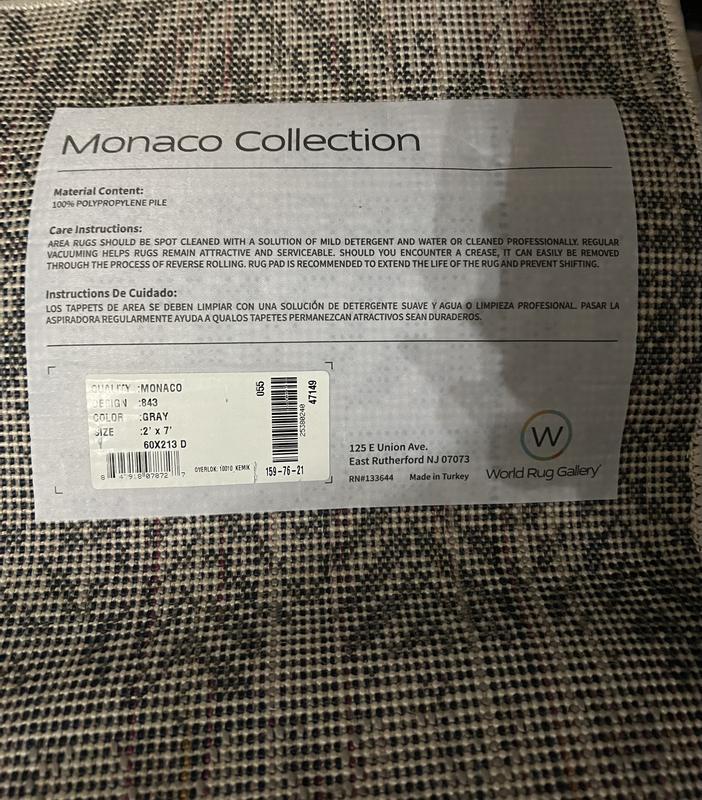 Monaco Collection
Material Content:
100% POLYPROPYLENE PILE
Care Instructions:
AREA RUGS SHOULD BE SPOT CLEANED WITH A SOLUTION OF MILD DETERGENT AND WATER OR CLEANED PROFESSIONALLY. REGULAR
VACUUMING HELPS RUGS REMAIN ATTRACTIVE AND SERVICEABLE. SHOULD YOU ENCOUNTER A CREASE, IT CAN EASILY BE REMOVED
THROUGH THE PROCESS OF REVERSE ROLLING. RUG PAD IS RECOMMENDED TO EXTEND THE LIFE OF THE RUG AND PREVENT SHIFTING.
Instructions De Cuidado:
LOS TAPPETS DE AREA SE DEBEN LIMPIAR CON UNA SOLUCIÓN DE DETERGENTE SUAVE Y AGUA O LIMPIEZA PROFESIONAL. PASAR LA
ASPIRADORA REGULARMENTE AYUDA A QUALOS TAPETES PERMANEZCAN ATRACTIVOS SEAN DURADEROS.
QUALITY :MONACO
DESIGN :843
COLOR :GRAY
SIZE :2' x 7'
60X213 D
OVERLOK: 10010 KEMIK
055
25380240
47149
159-76-21
125 E Union Ave.
East Rutherford NJ 07073
RN#133644 Made in Turkey
W
World Rug Gallery